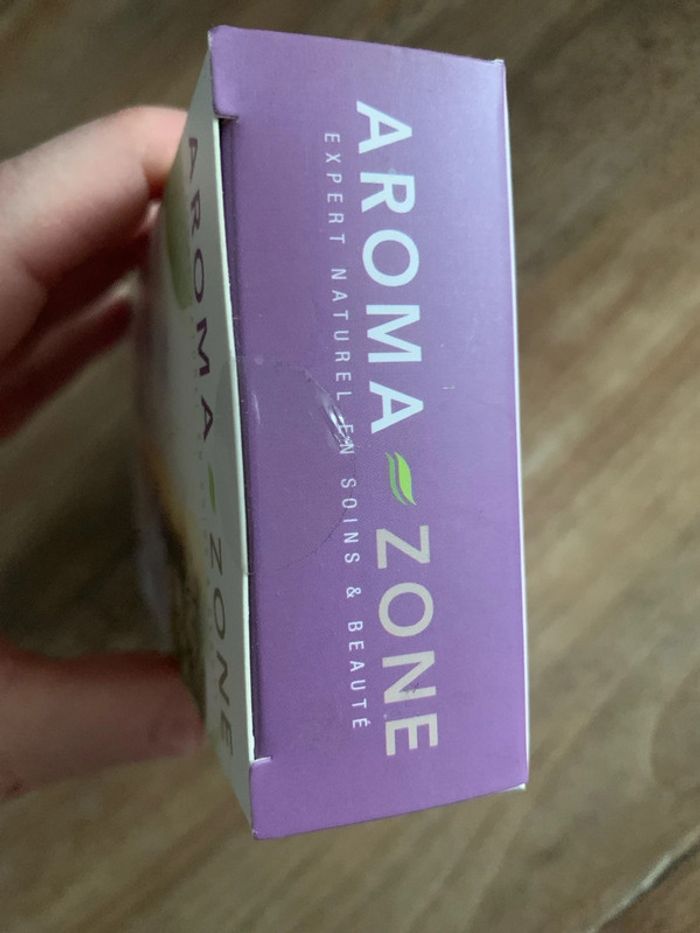 AROMA ZONE
EXPERT NATUREL EN SOINS & BEAUTÉ
AROMA ZONE